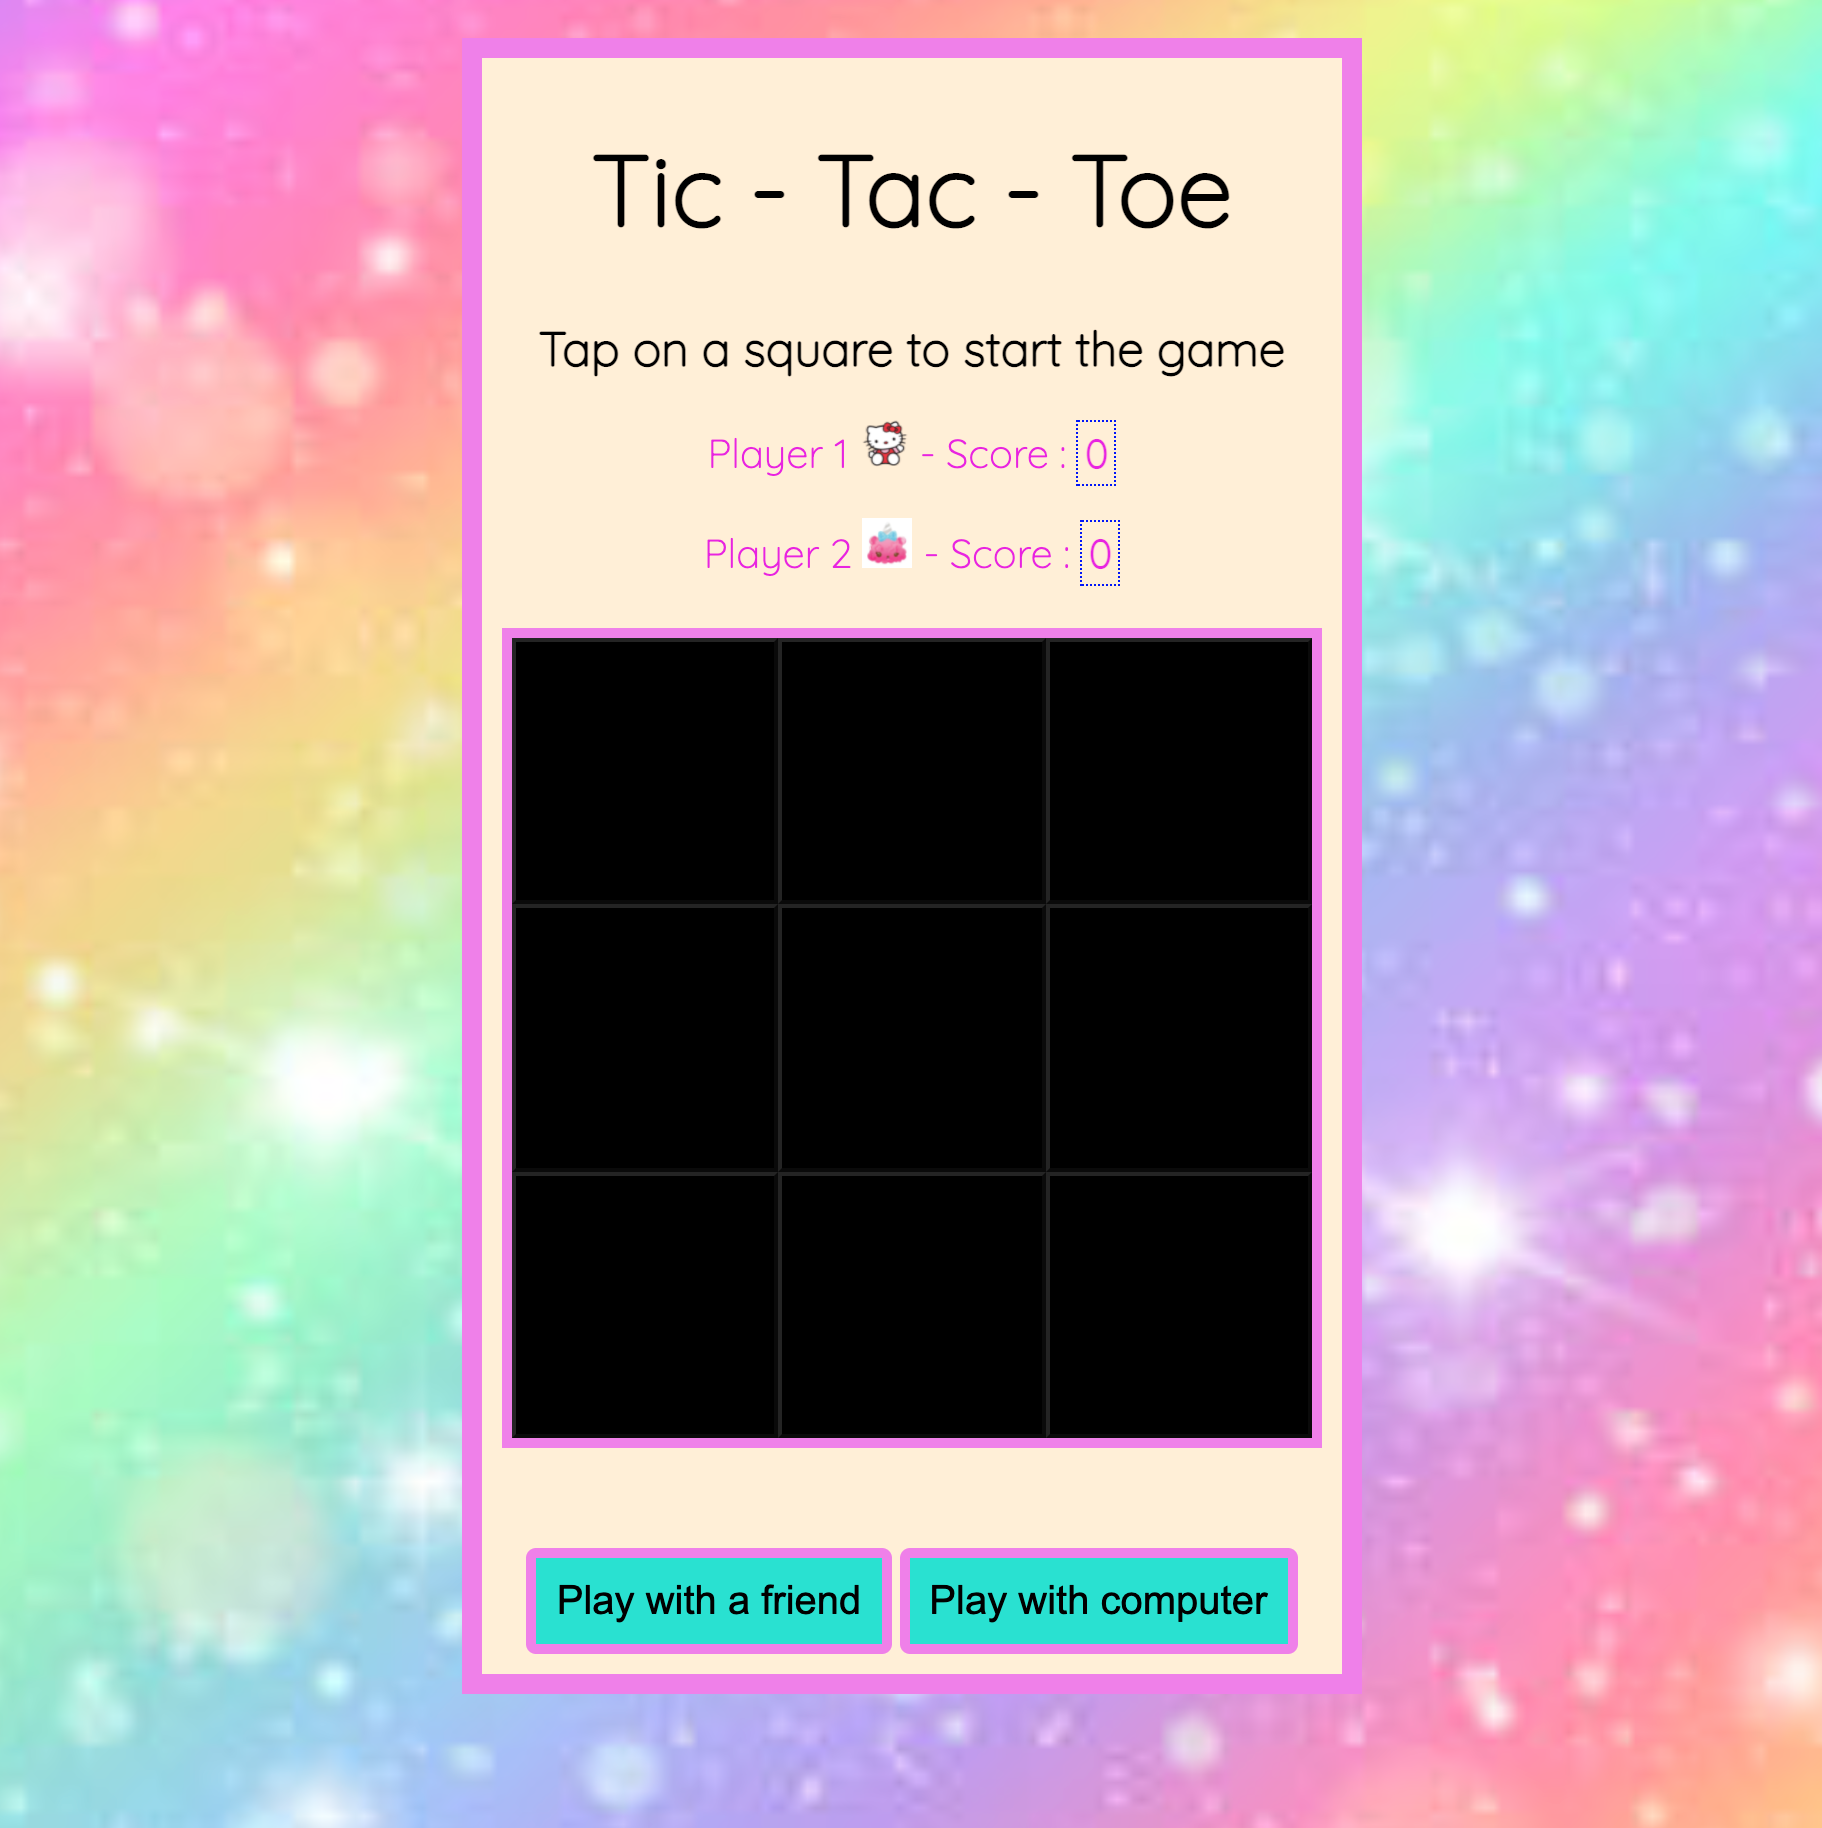 Tic - Tac - Toe
Tap on a square to start the game
Player 1 - Score : 0
Player 2 - Score : 0
Play with a friend
Play with computer